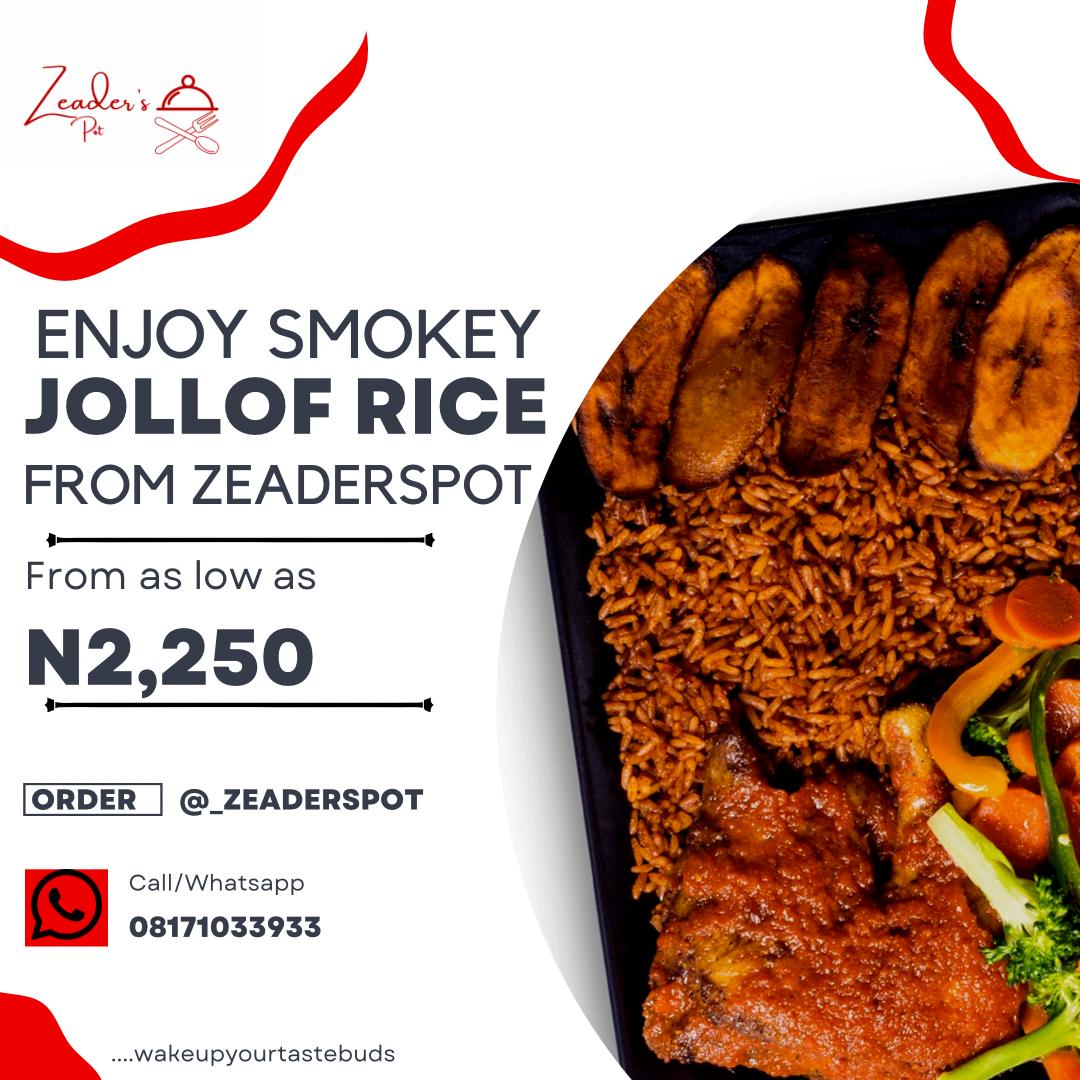 Zeader's
Pot
ENJOY SMOKEY
JOLLOF RICE
FROM ZEADERSPOT
From as low as
N2,250
ORDER @_ZEADERSPOT
Call/Whatsapp
08171033933
....wakeupyourtastebuds